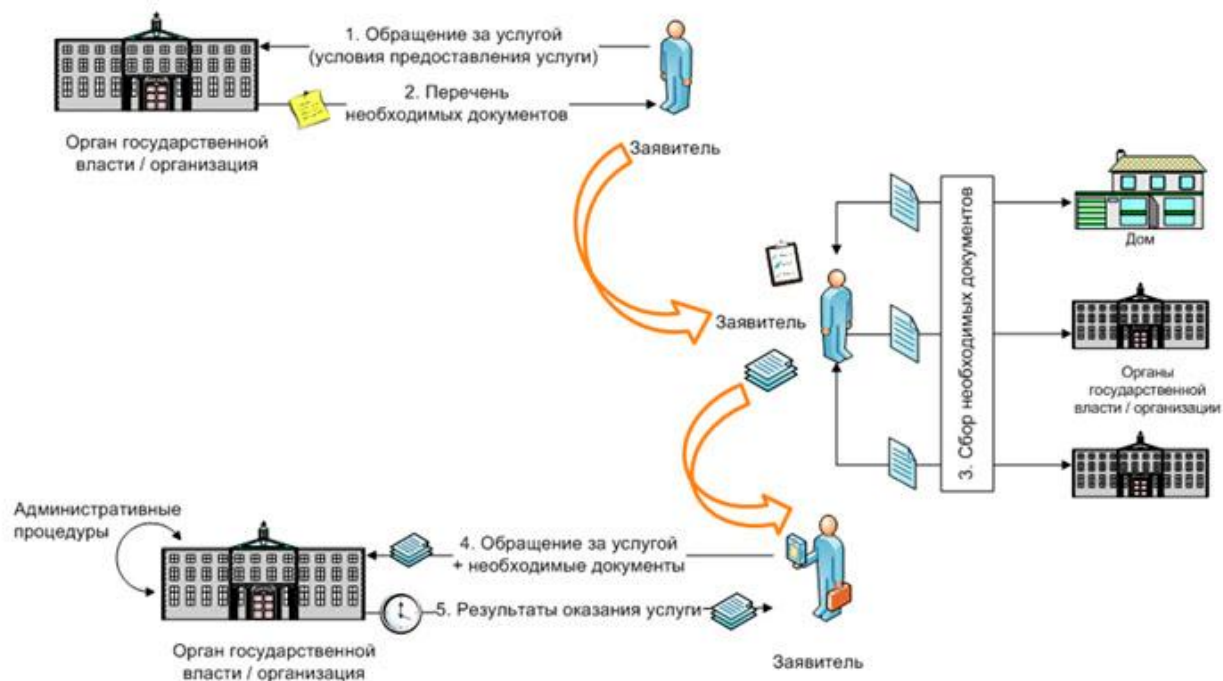 1. Обращение за услугой
(условия предоставления услуги)
2. Перечень
необходимых документов
Орган государственной
власти / организация
Заявитель
Дом
3. Сбор необходимых документов
Заявитель
Органы
государственной
власти / организации
Административные
процедуры
4. Обращение за услугой
+ необходимые документы
5. Результаты оказания услуги
Орган государственной
власти / организация
Заявитель